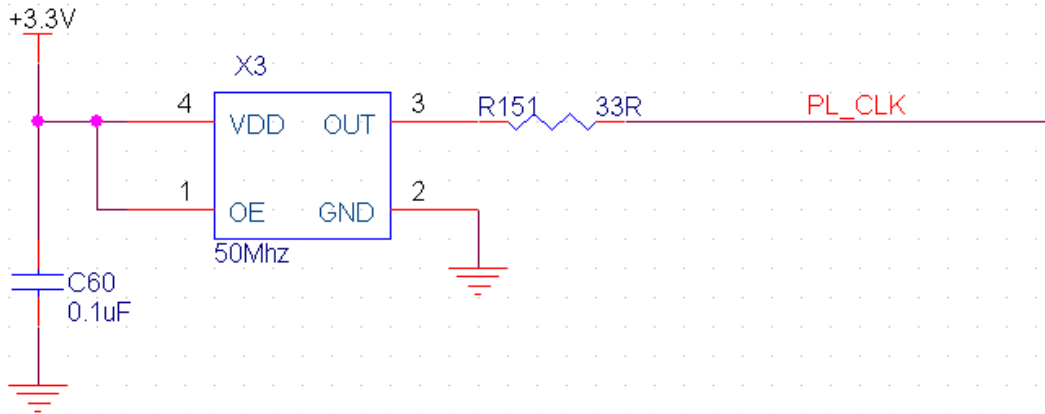 +3.3V
X3
4
3
R151
33R
PL_CLK
VDD
OUT
1
2
OE
GND
50Mhz
C60
0.1uF